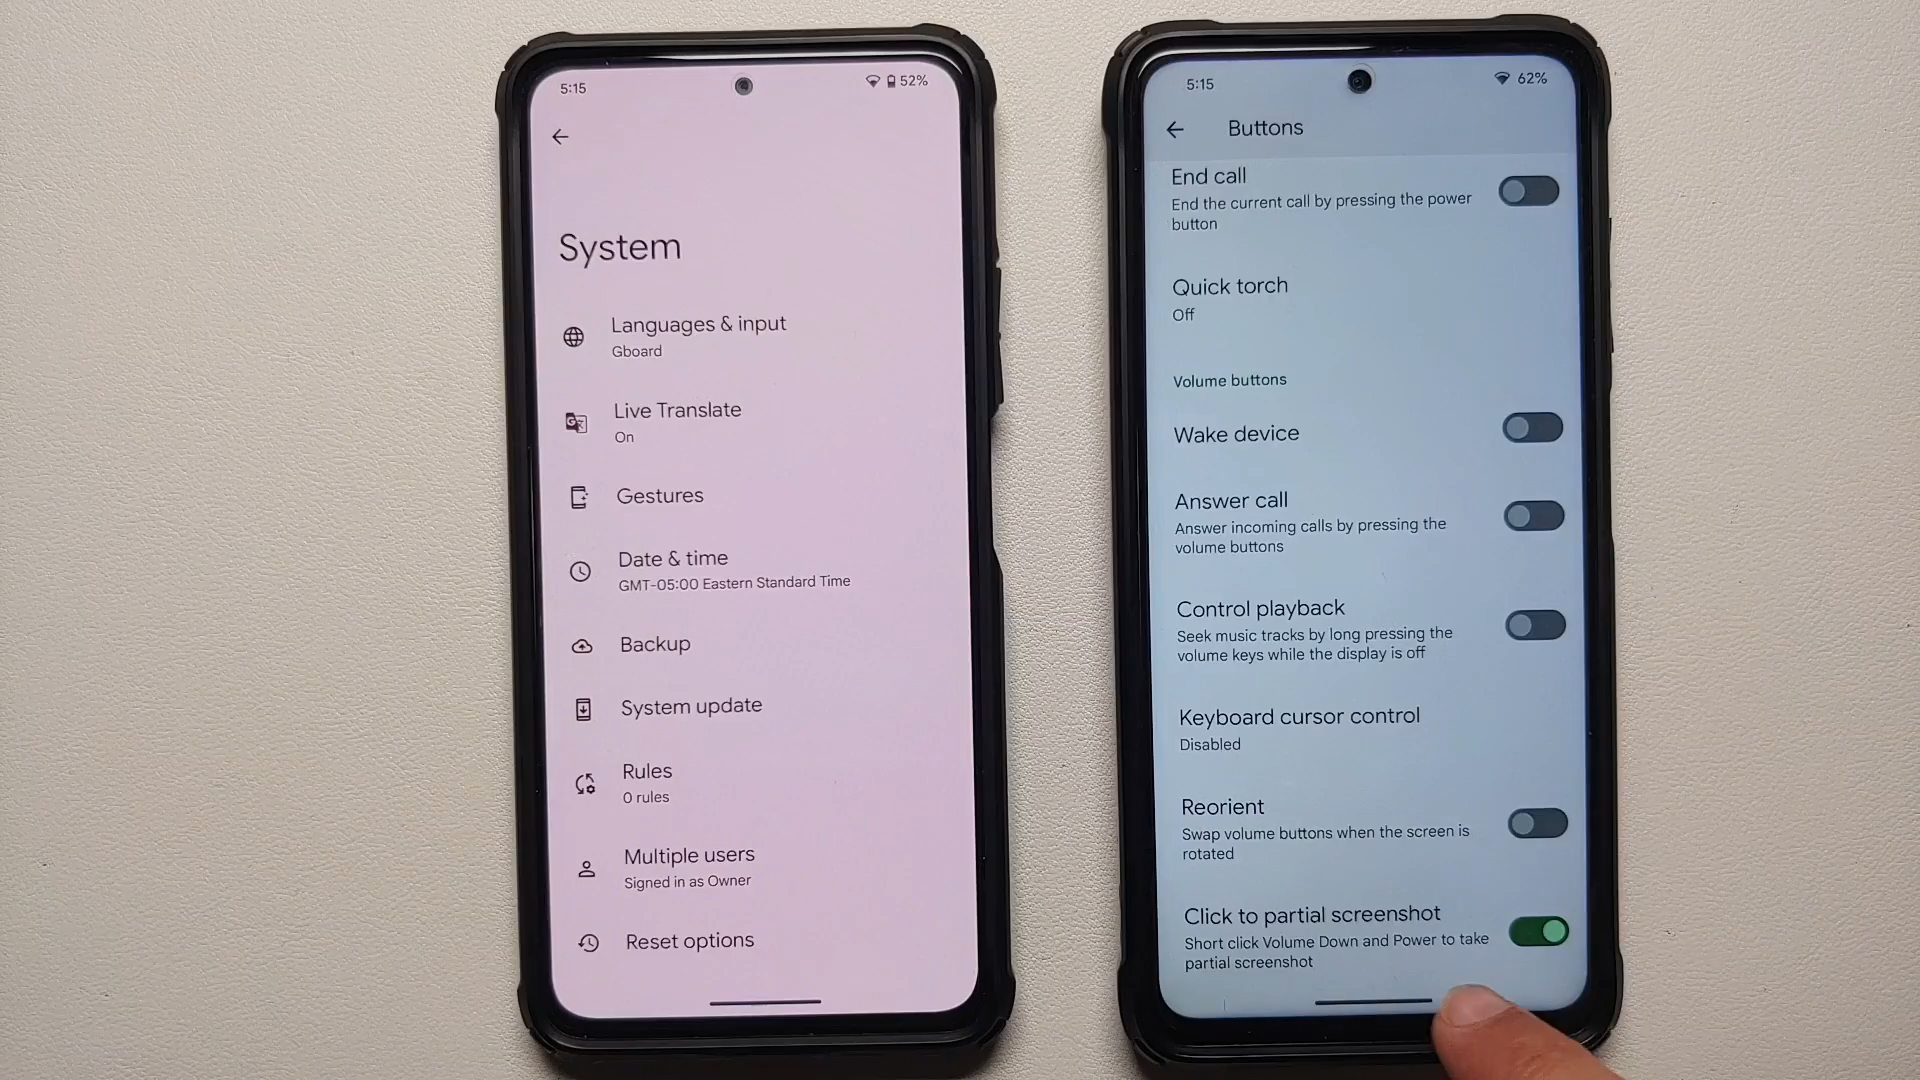 5:15
52%
System
Languages & input
Gboard
Live Translate
On
Gestures
Date & time
GMT-05:00 Eastern Standard Time
Backup
System update
Rules
0 rules
Multiple users
Signed in as Owner
Reset options
5:15
62%
Buttons
End call
End the current call by pressing the power
button
Quick torch
Off
Volume buttons
Wake device
Answer call
Answer incoming calls by pressing the
volume buttons
Control playback
Seek music tracks by long pressing the
volume keys while the display is off
Keyboard cursor control
Disabled
Reorient
Swap volume buttons when the screen is
rotated
Click to partial screenshot
Short click Volume Down and Power to take
partial screenshot